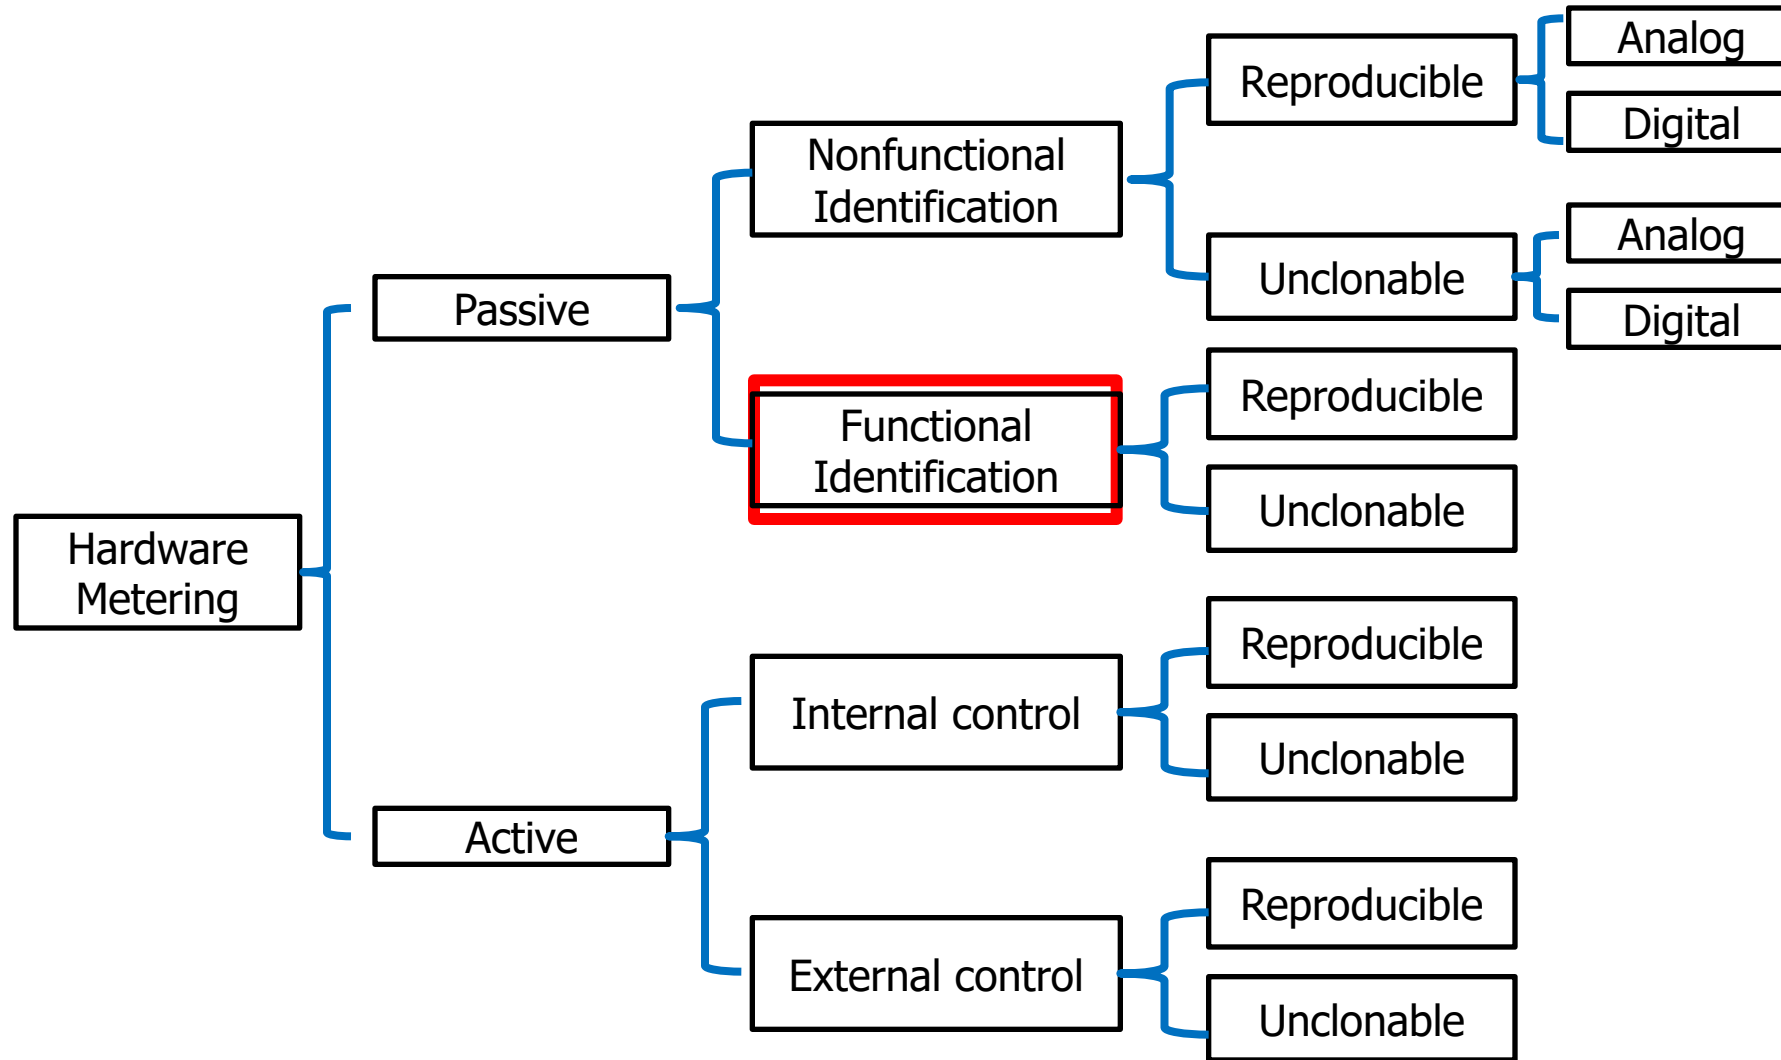 Hardware
Metering
Passive
Nonfunctional
Identification
Reproducible
Analog
Digital
Unclonable
Analog
Digital
Functional
Identification
Reproducible
Unclonable
Active
Internal control
Reproducible
Unclonable
External control
Reproducible
Unclonable